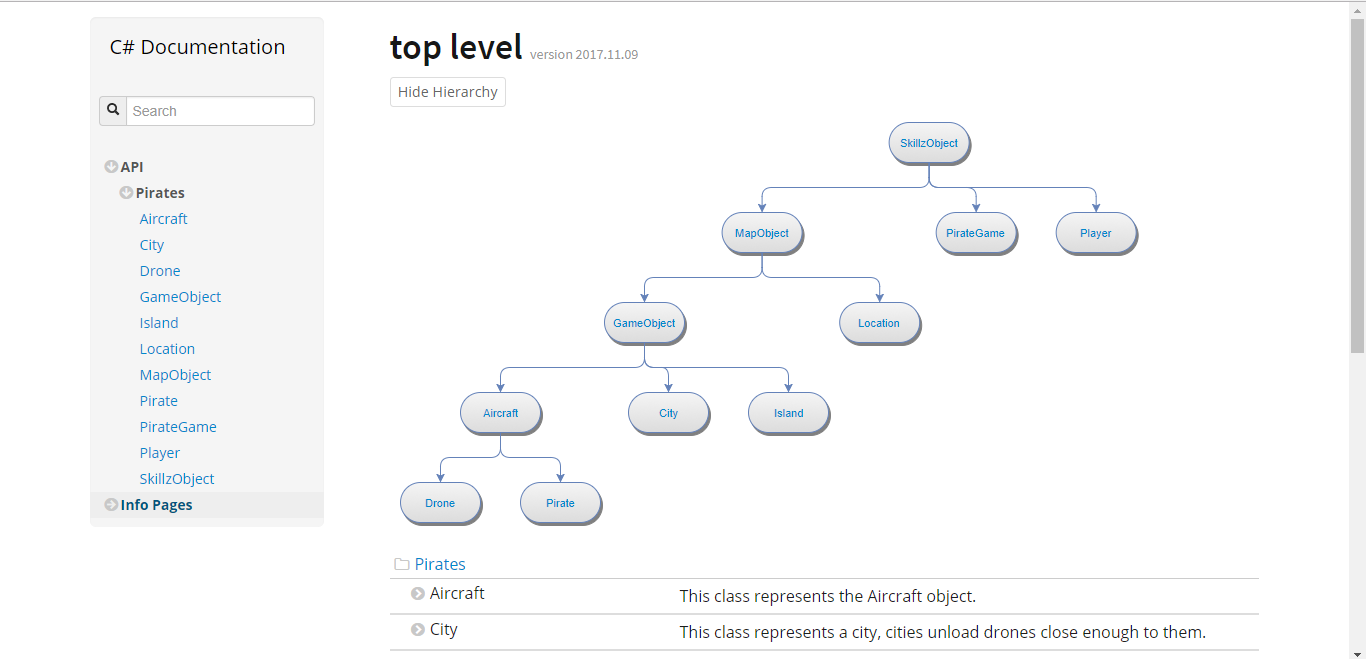 C# Documentation
Search
API
Pirates
Aircraft
City
Drone
GameObject
Island
Location
MapObject
Pirate
PirateGame
Player
SkillzObject
Info Pages
top level version 2017.11.09
Hide Hierarchy
SkillzObject
MapObject PirateGame Player
GameObject Location
Aircraft City Island
Drone Pirate
Pirates
Aircraft This class represents the Aircraft object.
City This class represents a city, cities unload drones close enough to them.